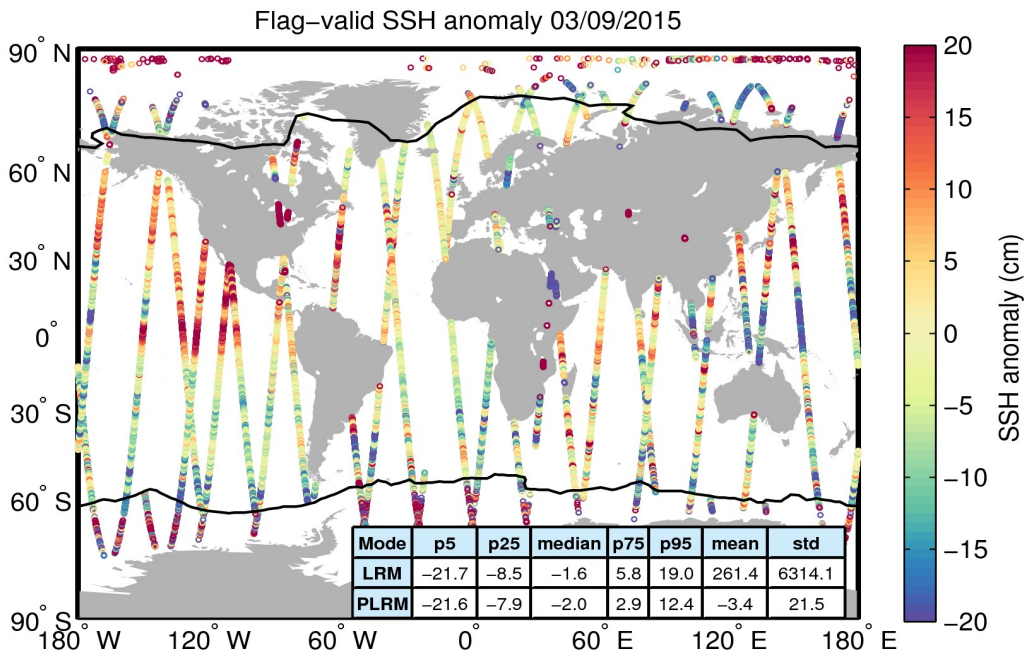 Flag−valid SSH anomaly 03/09/2015
90° N
60° N
30° N
0°
30° S
60° S
90° S
180° W
120° W
60° W
0°
60° E
120° E
180° E
20
15
10
5
0
−5
−10
−15
−20
SSH anomaly (cm)
Mode p5 p25 median p75 p95 mean std
LRM −21.7 −8.5 −1.6 5.8 19.0 261.4 6314.1
PLRM −21.6 −7.9 −2.0 2.9 12.4 −3.4 21.5